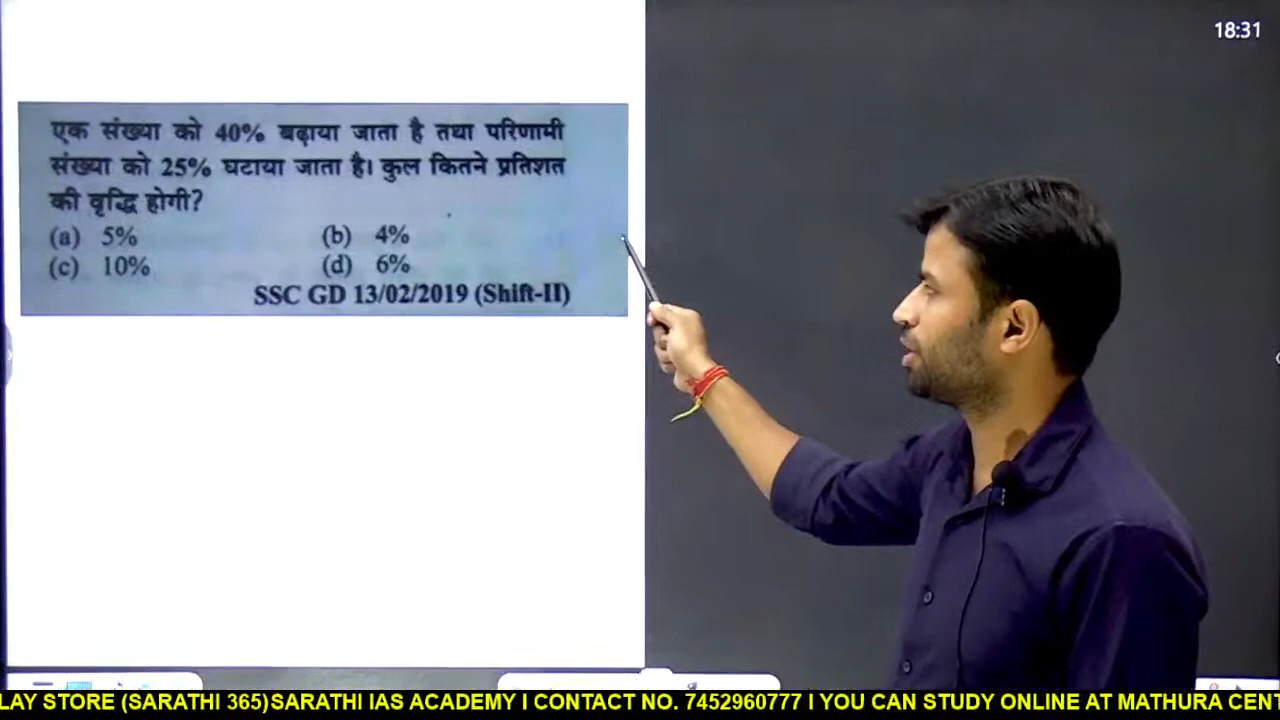 18:31
एक संख्या को 40% बढ़ाया जाता है तथा परिणामी
संख्या को 25% घटाया जाता है। कुल कितने प्रतिशत
की वृद्धि होगी?
(a) 5% (b) 4%
(c) 10% (d) 6%
SSC GD 13/02/2019 (Shift-II)
LAY STORE (SARATHI 365)SARATHI IAS ACADEMY I CONTACT NO. 7452960777 I YOU CAN STUDY ONLINE AT MATHURA CENT